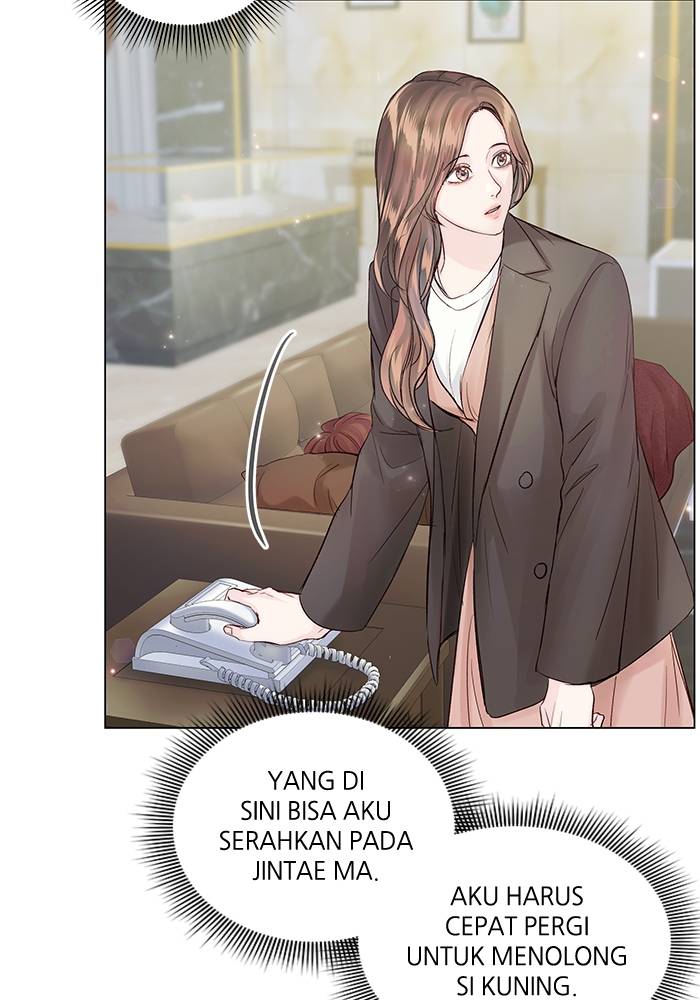 YANG DI
SINI BISA AKU
SERAHKAN PADA
JINTAE MA.
AKU HARUS
CEPAT PERGI
UNTUK MENOLONG
SI KUNING.